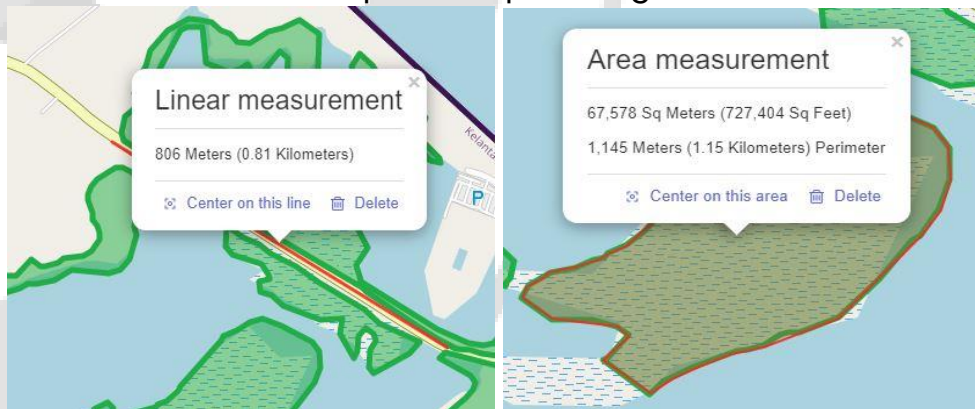 Linear measurement
806 Meters (0.81 Kilometers)
Center on this line Delete
Kelanta
P
Area measurement
67,578 Sq Meters (727,404 Sq Feet)
1,145 Meters (1.15 Kilometers) Perimeter
Center on this area Delete